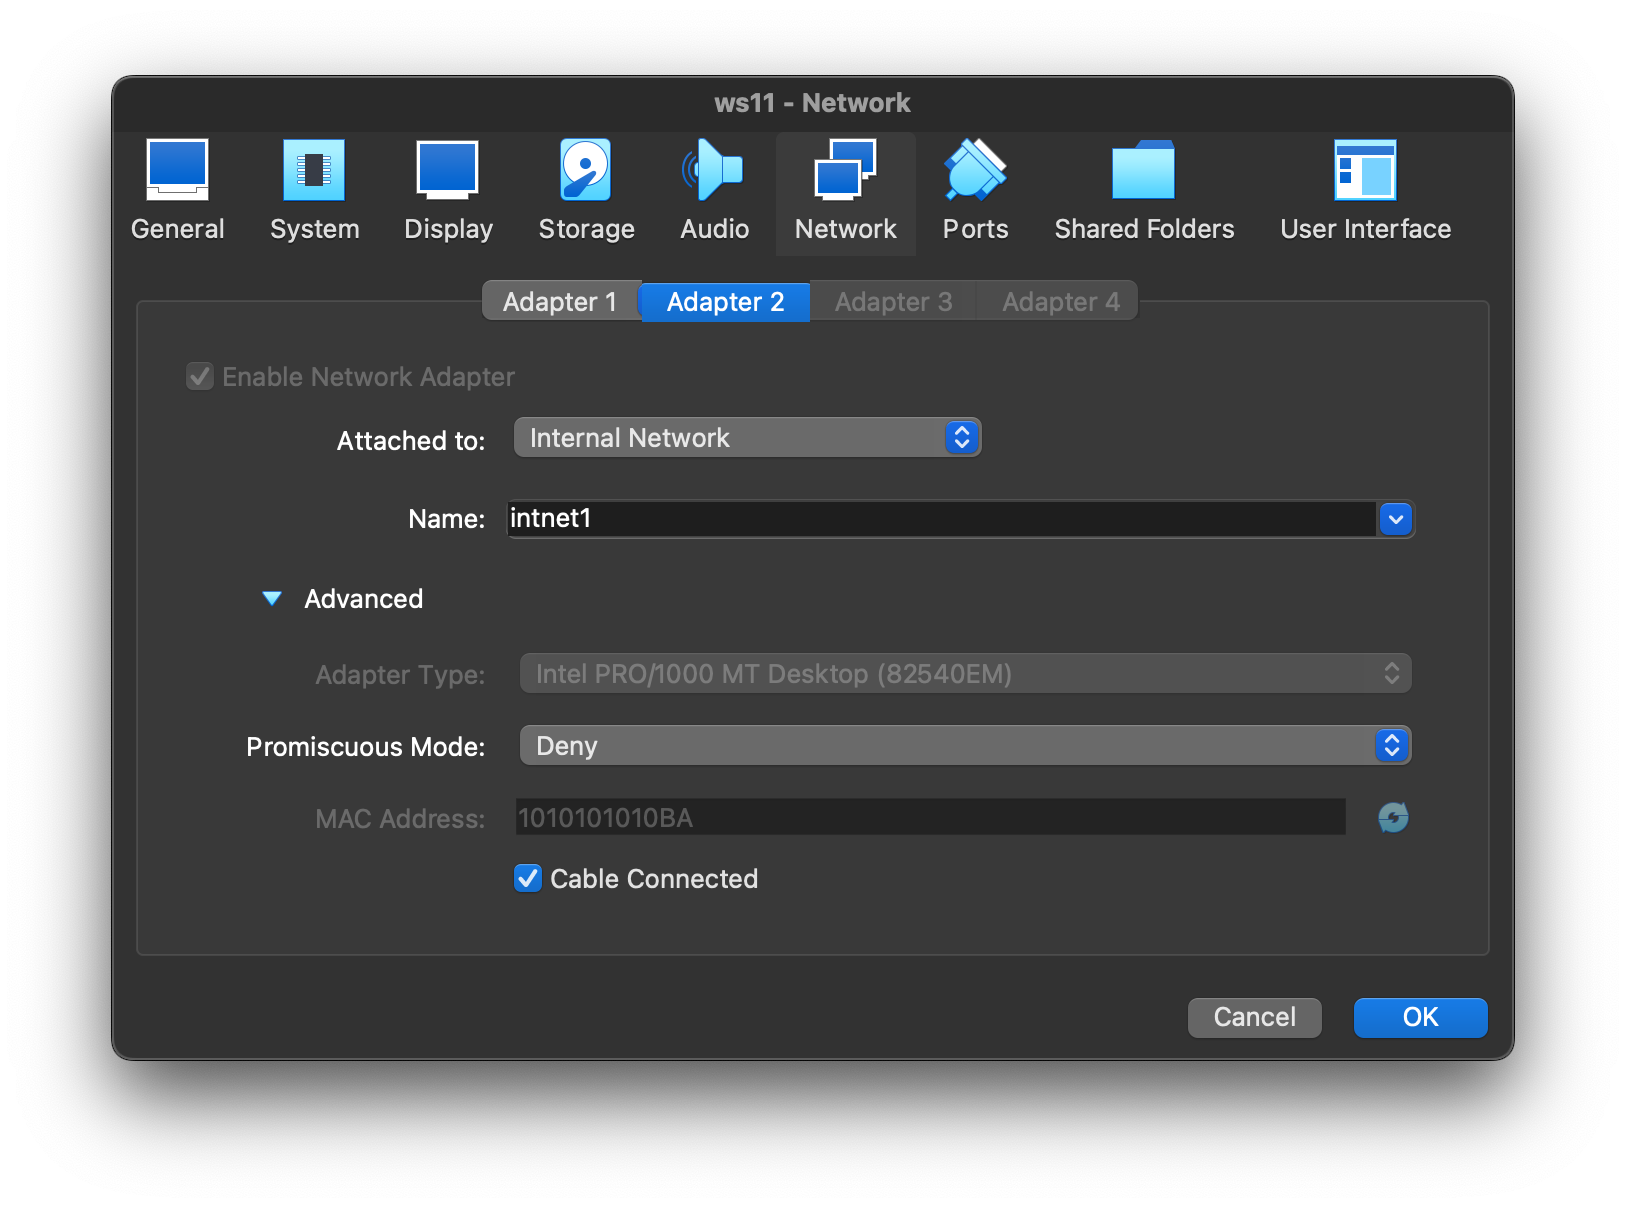 ws11 - Network
General System Display Storage Audio Network Ports Shared Folders User Interface
Adapter 1 Adapter 2 Adapter 3 Adapter 4
Enable Network Adapter
Attached to: Internal Network
Name: intnet1
Advanced
Adapter Type: Intel PRO/1000 MT Desktop (82540EM)
Promiscuous Mode: Deny
MAC Address: 1010101010BA
Cable Connected
Cancel OK